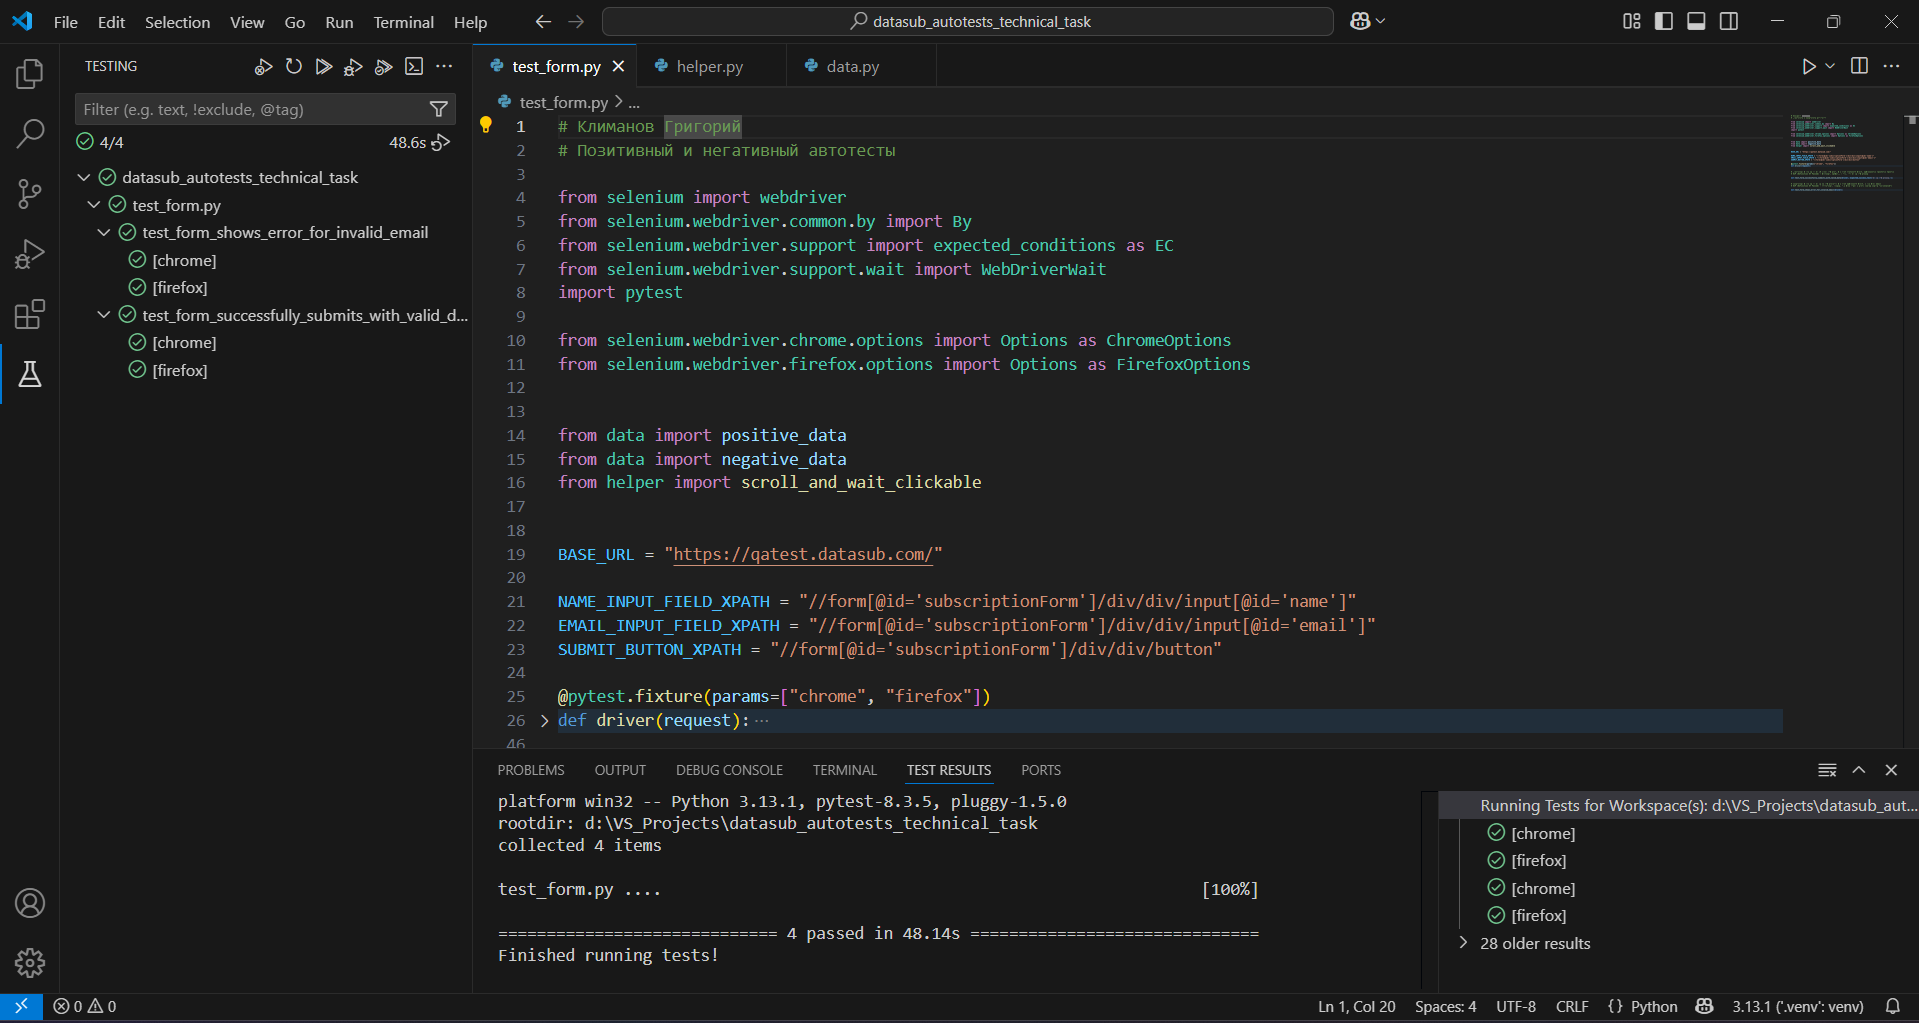 File Edit Selection View Go Run Terminal Help
datasub_autotests_technical_task
TESTING
Filter (e.g. text, !exclude, @tag)
4/4 48.6s
datasub_autotests_technical_task
test_form.py
test_form_shows_error_for_invalid_email
[chrome]
[firefox]
test_form_successfully_submits_with_valid_d...
[chrome]
[firefox]
test_form.py helper.py data.py
test_form.py > ...
1 # Климанов Григорий
2 # Позитивный и негативный автотесты
3
4 from selenium import webdriver
5 from selenium.webdriver.common.by import By
6 from selenium.webdriver.support import expected_conditions as EC
7 from selenium.webdriver.support.wait import WebDriverWait
8 import pytest
9
10 from selenium.webdriver.chrome.options import Options as ChromeOptions
11 from selenium.webdriver.firefox.options import Options as FirefoxOptions
12
13
14 from data import positive_data
15 from data import negative_data
16 from helper import scroll_and_wait_clickable
17
18
19 BASE_URL = "https://qatest.datasub.com/"
20
21 NAME_INPUT_FIELD_XPATH = "//form[@id='subscriptionForm']/div/div/input[@id='name']"
22 EMAIL_INPUT_FIELD_XPATH = "//form[@id='subscriptionForm']/div/div/input[@id='email']"
23 SUBMIT_BUTTON_XPATH = "//form[@id='subscriptionForm']/div/div/button"
24
25 @pytest.fixture(params=["chrome", "firefox"])
26 def driver(request):···
46
PROBLEMS OUTPUT DEBUG CONSOLE TERMINAL TEST RESULTS PORTS
platform win32 -- Python 3.13.1, pytest-8.3.5, pluggy-1.5.0
rootdir: d:\VS_Projects\datasub_autotests_technical_task
collected 4 items
test_form.py .... [100%]
============================= 4 passed in 48.14s ==============================
Finished running tests!
Running Tests for Workspace(s): d:\VS_Projects\datasub_aut...
[chrome]
[firefox]
[chrome]
[firefox]
28 older results
0 0 Ln 1, Col 20 Spaces: 4 UTF-8 CRLF {} Python 3.13.1 ('.venv': venv)